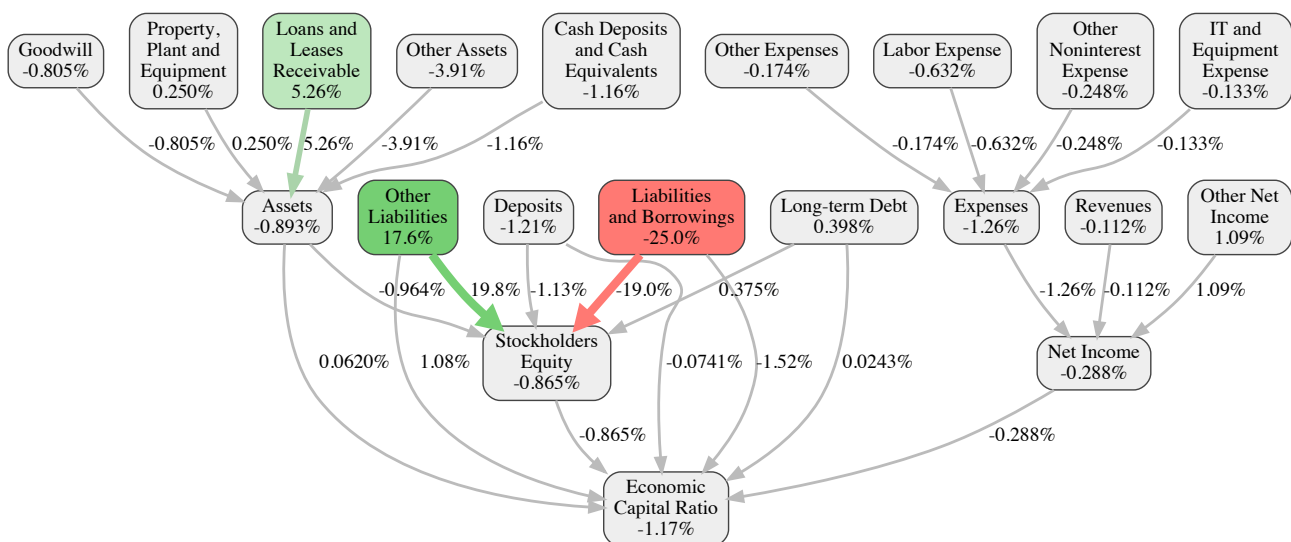 Goodwill
-0.805%
Property,
Plant and
Equipment
0.250%
Loans and
Leases
Receivable
5.26%
Other Assets
-3.91%
Cash Deposits
and Cash
Equivalents
-1.16%
Other Expenses
-0.174%
Labor Expense
-0.632%
Other
Noninterest
Expense
-0.248%
IT and
Equipment
Expense
-0.133%
-0.805%
0.250%
5.26%
-3.91%
-1.16%
-0.174%
-0.632%
-0.248%
-0.133%
Assets
-0.893%
Other
Liabilities
17.6%
Deposits
-1.21%
Liabilities
and Borrowings
-25.0%
Long-term Debt
0.398%
Expenses
-1.26%
Revenues
-0.112%
Other Net
Income
1.09%
-0.964%
19.8%
-1.13%
-19.0%
0.375%
-1.26%
-0.112%
1.09%
Stockholders
Equity
-0.865%
Net Income
-0.288%
0.0620%
1.08%
-0.0741%
-1.52%
0.0243%
-0.865%
-0.288%
Economic
Capital Ratio
-1.17%